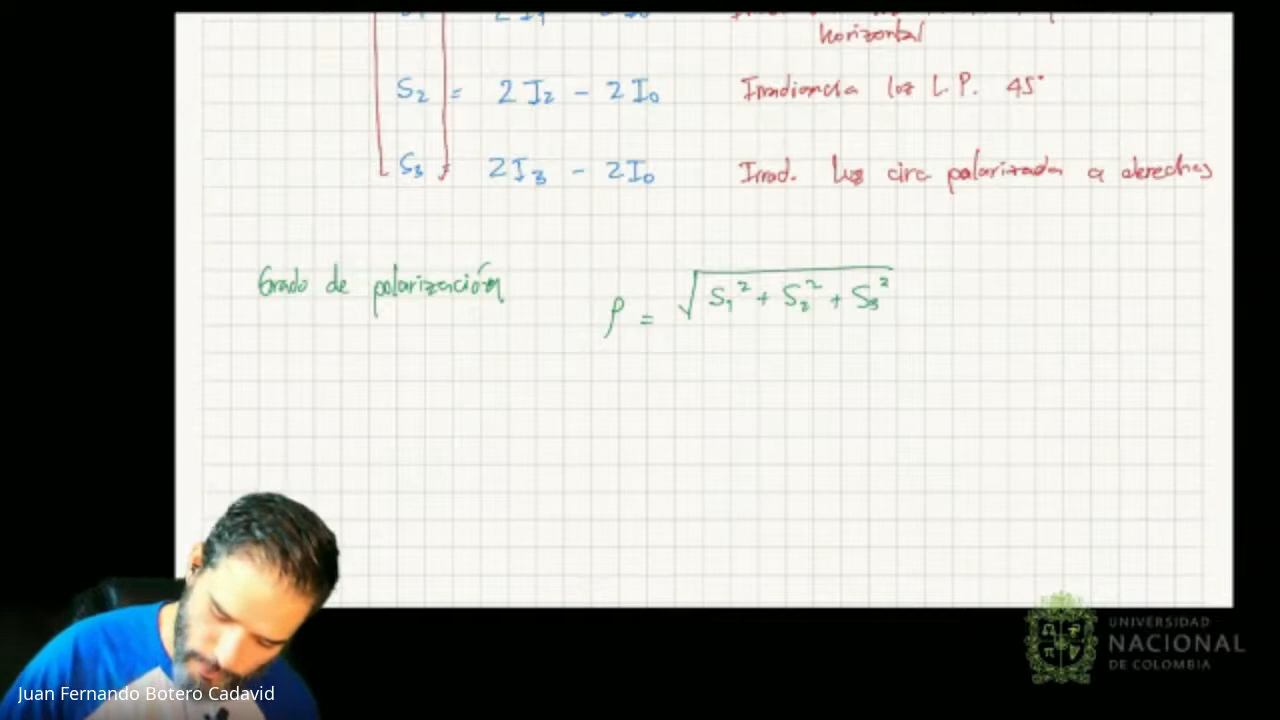 horizontal
S₂ = 2I₂ - 2I₀ Irradiancia luz L.P. 45°
S₃ = 2I₃ - 2I₀ Irrad. luz circ polarizada a derechas
Grado de polarización ρ = √(S₁² + S₂² + S₃²)
UNIVERSIDAD
NACIONAL
DE COLOMBIA
Juan Fernando Botero Cadavid